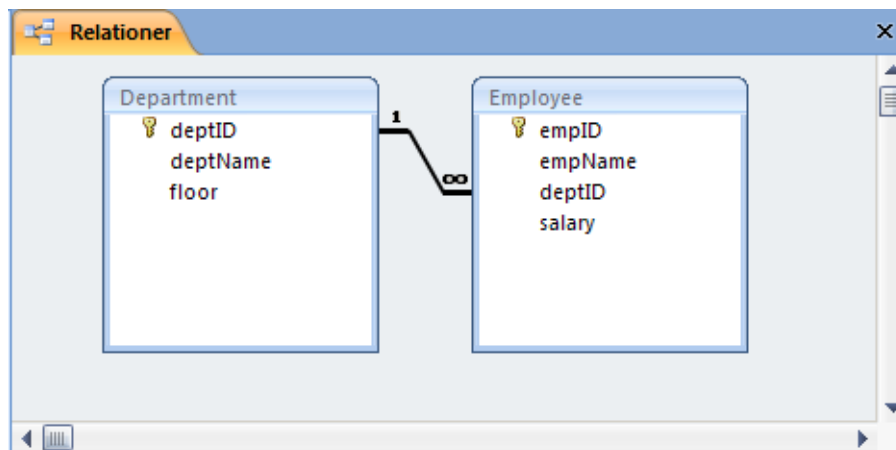 Relationer
Department
deptID
deptName
floor
1
∞
Employee
empID
empName
deptID
salary